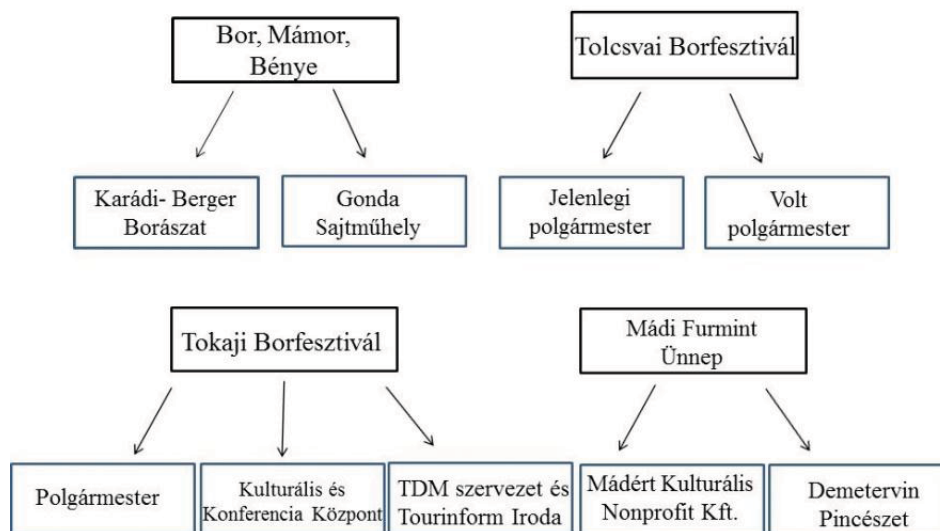 Bor, Mámor,
Bénye
Tolcsvai Borfesztivál
Karádi- Berger
Borászat
Gonda
Sajtműhely
Jelenlegi
polgármester
Volt
polgármester
Tokaji Borfesztivál
Mádi Furmint
Ünnep
Polgármester
Kulturális és
Konferencia Központ
TDM szervezet és
Tourinform Iroda
Mádért Kulturális
Nonprofit Kft.
Demetervin
Pincészet